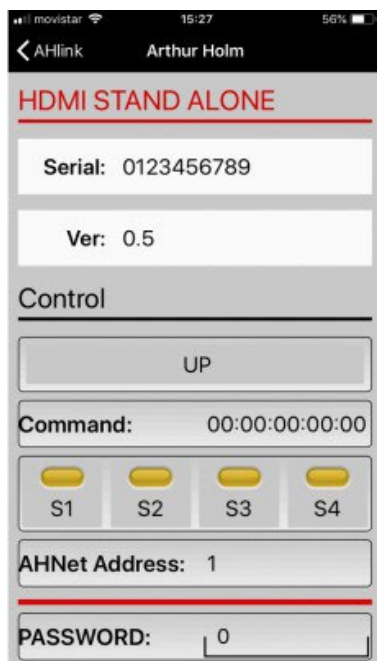 movistar 15:27 56%
AHlink Arthur Holm
HDMI STAND ALONE
Serial: 0123456789
Ver: 0.5
Control
UP
Command: 00:00:00:00:00
S1 S2 S3 S4
AHNet Address: 1
PASSWORD: 0